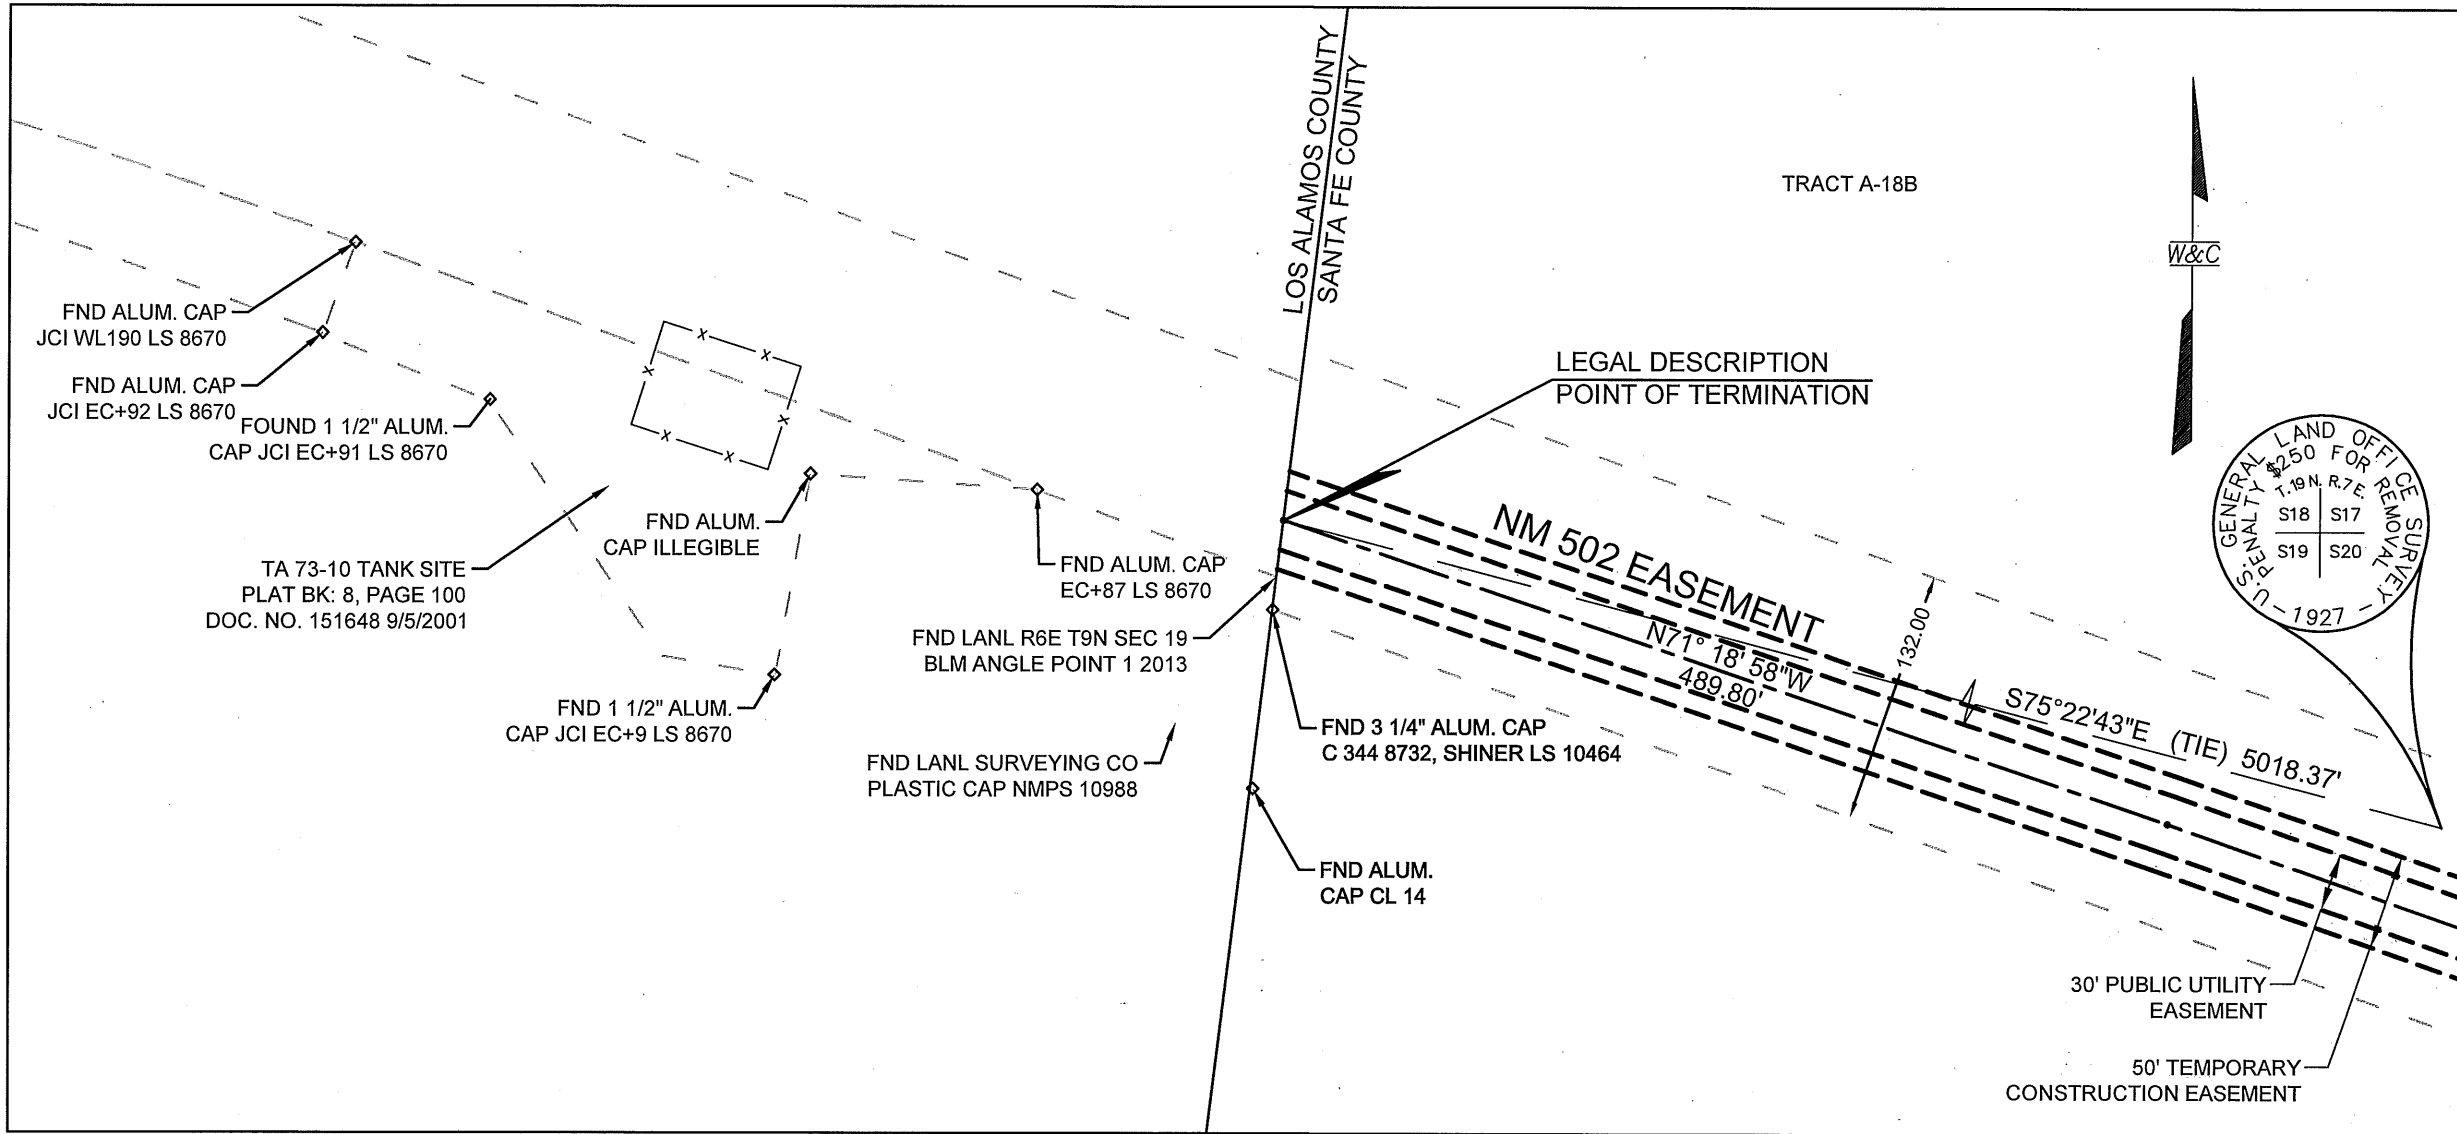 LOS ALAMOS COUNTY
SANTA FE COUNTY
TRACT A-18B
W&C
FND ALUM. CAP
JCI WL190 LS 8670
FND ALUM. CAP
JCI EC+92 LS 8670
FOUND 1 1/2" ALUM.
CAP JCI EC+91 LS 8670
LEGAL DESCRIPTION
POINT OF TERMINATION
TA 73-10 TANK SITE
PLAT BK: 8, PAGE 100
DOC. NO. 151648 9/5/2001
FND ALUM.
CAP ILLEGIBLE
FND ALUM. CAP
EC+87 LS 8670
FND LANL R6E T9N SEC 19
BLM ANGLE POINT 1 2013
FND 1 1/2" ALUM.
CAP JCI EC+9 LS 8670
FND LANL SURVEYING CO
PLASTIC CAP NMPS 10988
FND 3 1/4" ALUM. CAP
C 344 8732, SHINER LS 10464
FND ALUM.
CAP CL 14
NM 502 EASEMENT
N71° 18' 58"W
489.80'
132.00
S75°22'43"E (TIE) 5018.37'
U.S. GENERAL LAND OFFICE SURVEY
PENALTY $250 FOR REMOVAL
T.19 N. R.7 E.
S18 S17
S19 S20
- 1927 -
30' PUBLIC UTILITY
EASEMENT
50' TEMPORARY
CONSTRUCTION EASEMENT
x x x x x x x x